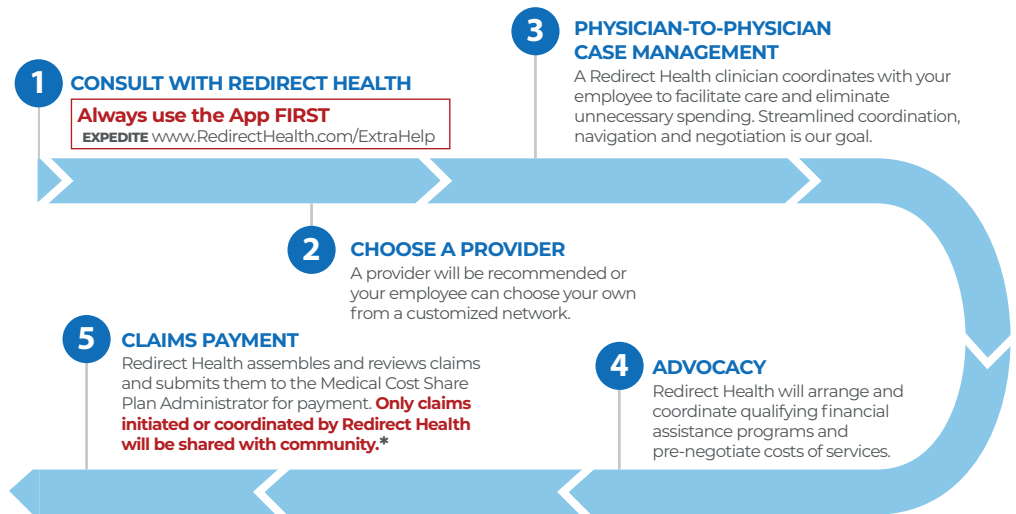 1
CONSULT WITH REDIRECT HEALTH
Always use the App FIRST
EXPEDITE www.RedirectHealth.com/ExtraHelp
2
CHOOSE A PROVIDER
A provider will be recommended or
your employee can choose your own
from a customized network.
3
PHYSICIAN-TO-PHYSICIAN
CASE MANAGEMENT
A Redirect Health clinician coordinates with your
employee to facilitate care and eliminate
unnecessary spending. Streamlined coordination,
navigation and negotiation is our goal.
4
ADVOCACY
Redirect Health will arrange and
coordinate qualifying financial
assistance programs and
pre-negotiate costs of services.
5
CLAIMS PAYMENT
Redirect Health assembles and reviews claims
and submits them to the Medical Cost Share
Plan Administrator for payment. Only claims
initiated or coordinated by Redirect Health
will be shared with community.*